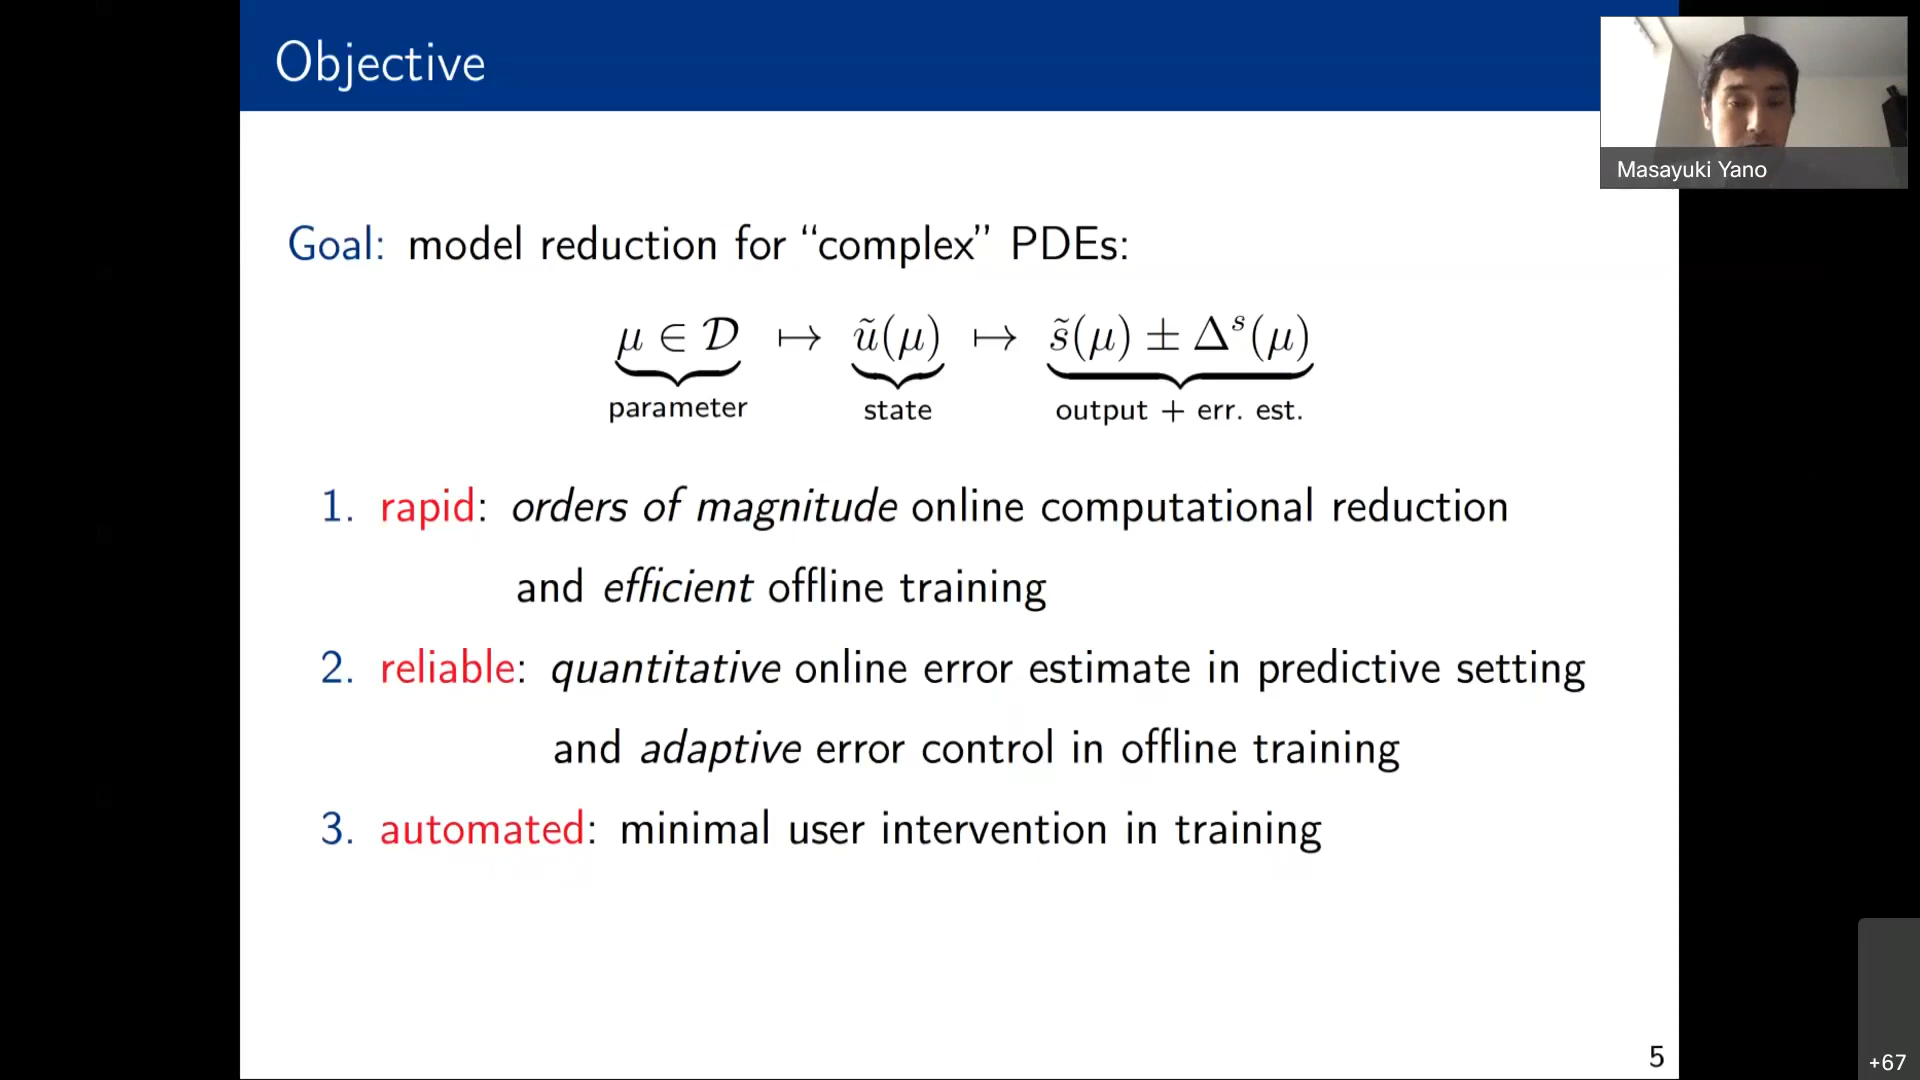 Objective
Masayuki Yano
Goal: model reduction for “complex” PDEs:
μ ∈ 𝒟 ↦ ũ(μ) ↦ s̃(μ) ± Δˢ(μ)
parameter state output + err. est.
1. rapid: orders of magnitude online computational reduction
and efficient offline training
2. reliable: quantitative online error estimate in predictive setting
and adaptive error control in offline training
3. automated: minimal user intervention in training
5
+67